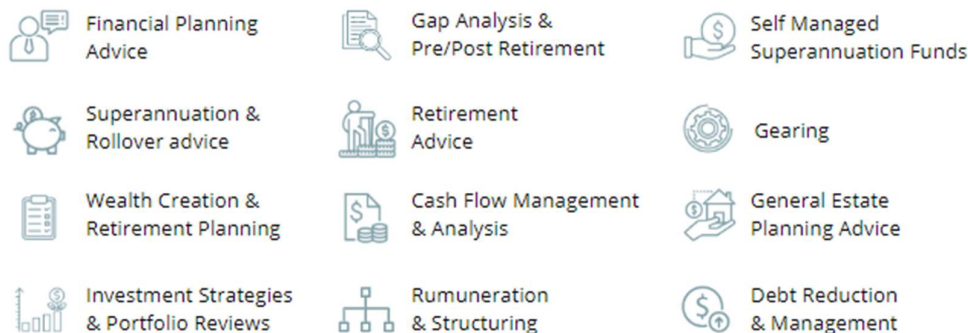 Financial Planning
Advice
Gap Analysis &
Pre/Post Retirement
Self Managed
Superannuation Funds
Superannuation &
Rollover advice
Retirement
Advice
Gearing
Wealth Creation &
Retirement Planning
Cash Flow Management
& Analysis
General Estate
Planning Advice
Investment Strategies
& Portfolio Reviews
Rumuneration
& Structuring
Debt Reduction
& Management